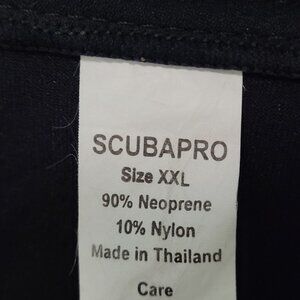 SCUBAPRO
Size XXL
90% Neoprene
10% Nylon
Made in Thailand
Care